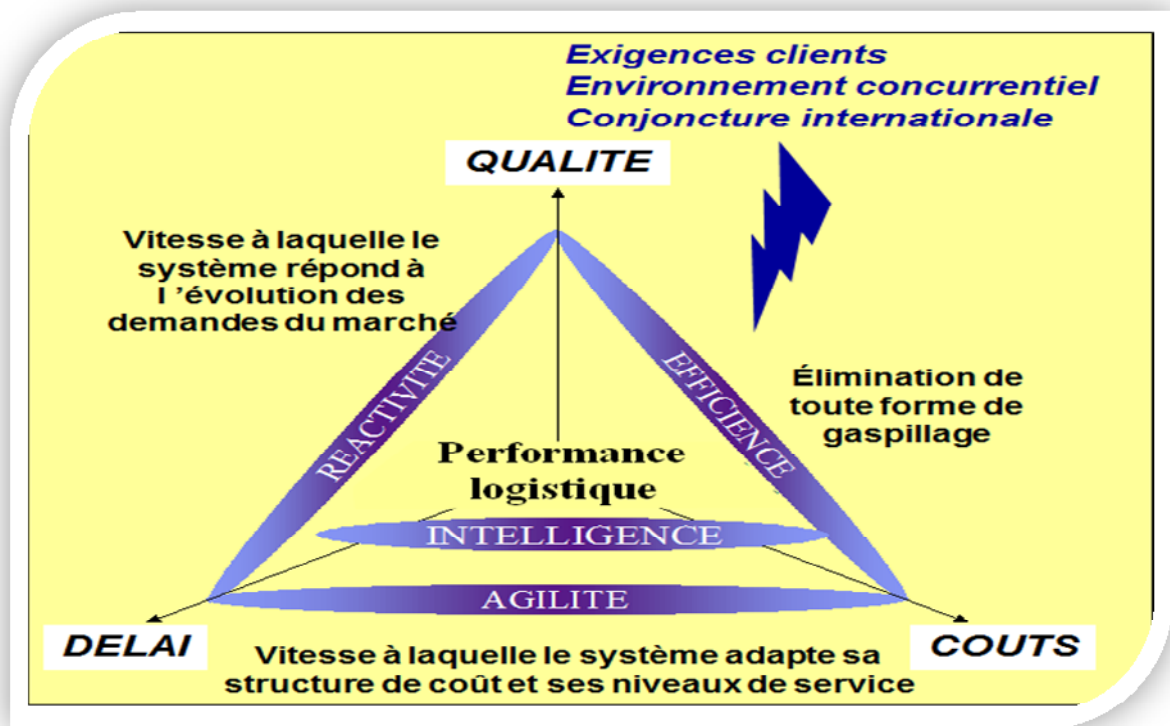 Exigences clients
Environnement concurrentiel
Conjoncture internationale
QUALITE
Vitesse à laquelle le
système répond à
l ’évolution des
demandes du marché
REACTIVITE
EFFICIENCE
Élimination de
toute forme de
gaspillage
Performance
logistique
INTELLIGENCE
AGILITE
DELAI
COUTS
Vitesse à laquelle le système adapte sa
structure de coût et ses niveaux de service